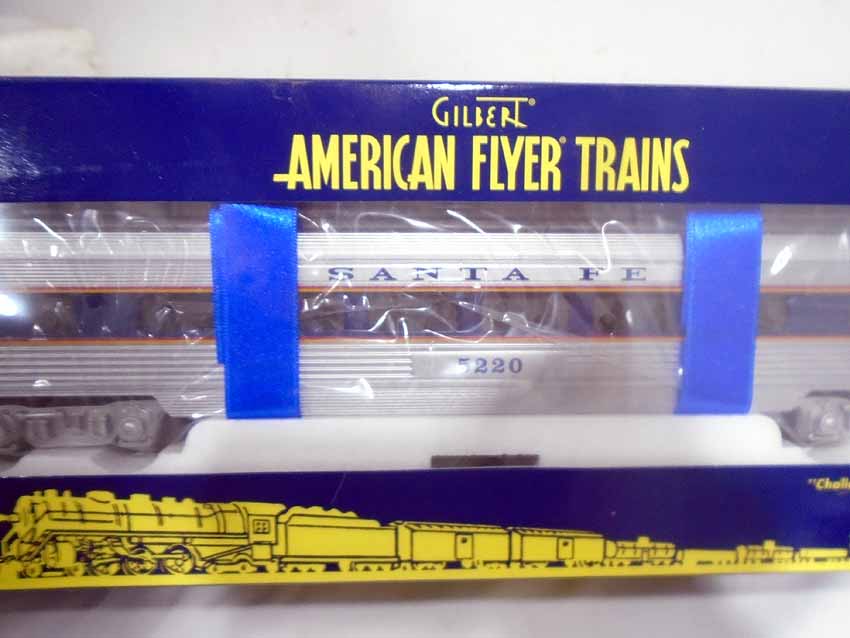 GILBERT®
AMERICAN FLYER® TRAINS
SANTA FE
5220